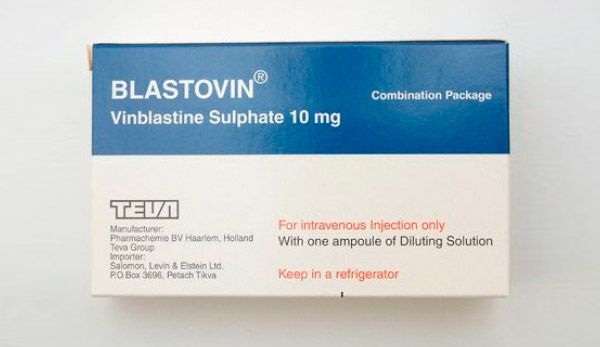 BLASTOVIN®
Vinblastine Sulphate 10 mg
Combination Package
TEVA
Manufacturer:
Pharmachemie BV Haarlem, Holland
Teva Group
Importer:
Salomon, Levin & Elstein Ltd.
P.O.Box 3696, Petach Tikva
For intravenous Injection only
With one ampoule of Diluting Solution
Keep in a refrigerator